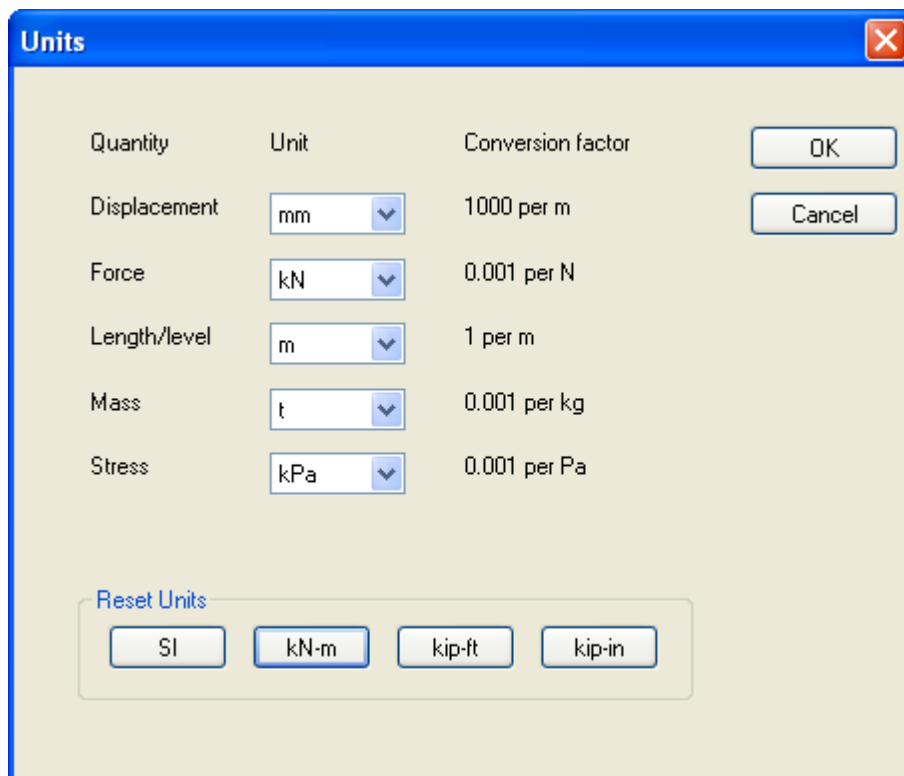 Units
Quantity Unit Conversion factor OK
Displacement mm 1000 per m Cancel
Force kN 0.001 per N
Length/level m 1 per m
Mass t 0.001 per kg
Stress kPa 0.001 per Pa
Reset Units
SI kN-m kip-ft kip-in